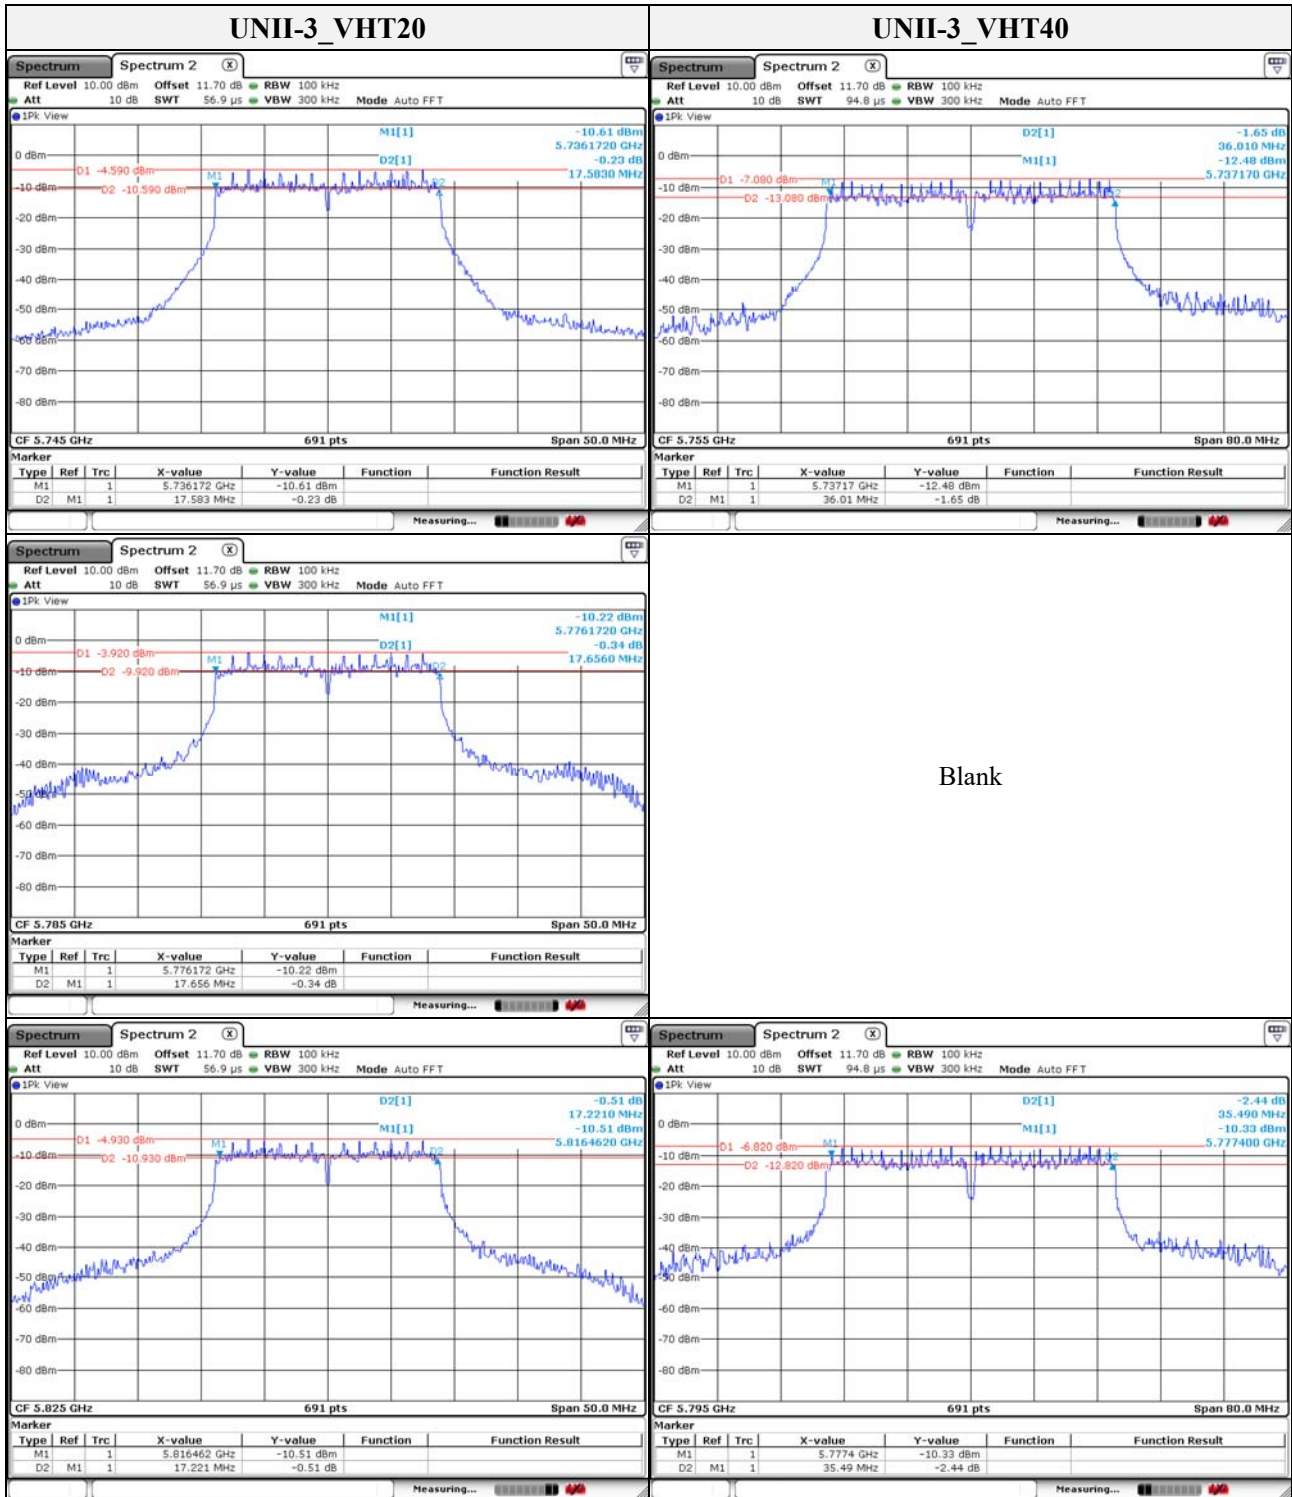 UNII-3_VHT20
UNII-3_VHT40
Spectrum Spectrum 2 X
Ref Level 10.00 dBm Offset 11.70 dB RBW 100 kHz
Att 10 dB SWT 56.9 µs VBW 300 kHz Mode Auto FFT
1Pk View
M1[1] -10.61 dBm
5.7361720 GHz
D2[1] -0.23 dB
17.5830 MHz
0 dBm
D1 -4.590 dBm
M1
-10 dBm
D2 -10.590 dBm
D2
-20 dBm
-30 dBm
-40 dBm
-50 dBm
-60 dBm
-70 dBm
-80 dBm
CF 5.745 GHz 691 pts Span 50.0 MHz
Marker
Type Ref Trc X-value Y-value Function Function Result
M1 1 5.736172 GHz -10.61 dBm
D2 M1 1 17.583 MHz -0.23 dB
Measuring...
Spectrum Spectrum 2 X
Ref Level 10.00 dBm Offset 11.70 dB RBW 100 kHz
Att 10 dB SWT 94.8 µs VBW 300 kHz Mode Auto FFT
1Pk View
D2[1] -1.65 dB
36.010 MHz
M1[1] -12.48 dBm
5.737170 GHz
0 dBm
D1 -7.080 dBm
M1
-10 dBm
D2 -13.080 dBm
D2
-20 dBm
-30 dBm
-40 dBm
-50 dBm
-60 dBm
-70 dBm
-80 dBm
CF 5.755 GHz 691 pts Span 80.0 MHz
Marker
Type Ref Trc X-value Y-value Function Function Result
M1 1 5.73717 GHz -12.48 dBm
D2 M1 1 36.01 MHz -1.65 dB
Measuring...
Spectrum Spectrum 2 X
Ref Level 10.00 dBm Offset 11.70 dB RBW 100 kHz
Att 10 dB SWT 56.9 µs VBW 300 kHz Mode Auto FFT
1Pk View
M1[1] -10.22 dBm
5.7761720 GHz
D2[1] -0.34 dB
17.6560 MHz
0 dBm
D1 -3.920 dBm
M1
-10 dBm
D2 -9.920 dBm
D2
-20 dBm
-30 dBm
-40 dBm
-50 dBm
-60 dBm
-70 dBm
-80 dBm
CF 5.785 GHz 691 pts Span 50.0 MHz
Marker
Type Ref Trc X-value Y-value Function Function Result
M1 1 5.776172 GHz -10.22 dBm
D2 M1 1 17.656 MHz -0.34 dB
Measuring...
Blank
Spectrum Spectrum 2 X
Ref Level 10.00 dBm Offset 11.70 dB RBW 100 kHz
Att 10 dB SWT 56.9 µs VBW 300 kHz Mode Auto FFT
1Pk View
D2[1] -0.51 dB
17.2210 MHz
M1[1] -10.51 dBm
5.8164620 GHz
0 dBm
D1 -4.930 dBm
M1
-10 dBm
D2 -10.930 dBm
D2
-20 dBm
-30 dBm
-40 dBm
-50 dBm
-60 dBm
-70 dBm
-80 dBm
CF 5.825 GHz 691 pts Span 50.0 MHz
Marker
Type Ref Trc X-value Y-value Function Function Result
M1 1 5.816462 GHz -10.51 dBm
D2 M1 1 17.221 MHz -0.51 dB
Measuring...
Spectrum Spectrum 2 X
Ref Level 10.00 dBm Offset 11.70 dB RBW 100 kHz
Att 10 dB SWT 94.8 µs VBW 300 kHz Mode Auto FFT
1Pk View
D2[1] -2.44 dB
35.490 MHz
M1[1] -10.33 dBm
5.777400 GHz
0 dBm
D1 -6.820 dBm
M1
-10 dBm
D2 -12.820 dBm
D2
-20 dBm
-30 dBm
-40 dBm
-50 dBm
-60 dBm
-70 dBm
-80 dBm
CF 5.795 GHz 691 pts Span 80.0 MHz
Marker
Type Ref Trc X-value Y-value Function Function Result
M1 1 5.7774 GHz -10.33 dBm
D2 M1 1 35.49 MHz -2.44 dB
Measuring...